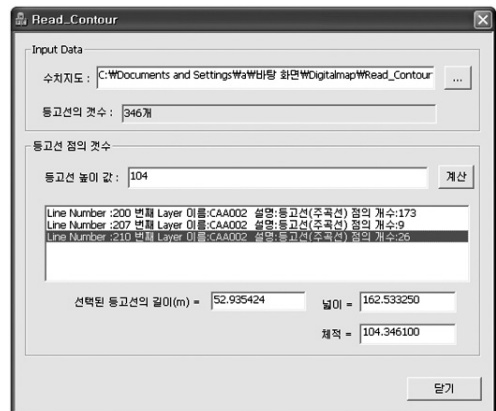 Read_Contour
Input Data
수치지도 : C:₩Documents and Settings₩a₩바탕 화면₩Digitalmap₩Read_Contour ...
등고선의 갯수 : 346개
등고선 점의 갯수
등고선 높이 값 : 104 계산
Line Number :200 번째 Layer 이름:CAA002 설명:등고선(주곡선) 점의 개수:173
Line Number :207 번째 Layer 이름:CAA002 설명:등고선(주곡선) 점의 개수:9
Line Number :210 번째 Layer 이름:CAA002 설명:등고선(주곡선) 점의 개수:26
선택된 등고선의 길이(m) = 52.935424 넓이 = 162.533250
체적 = 104.346100
닫기